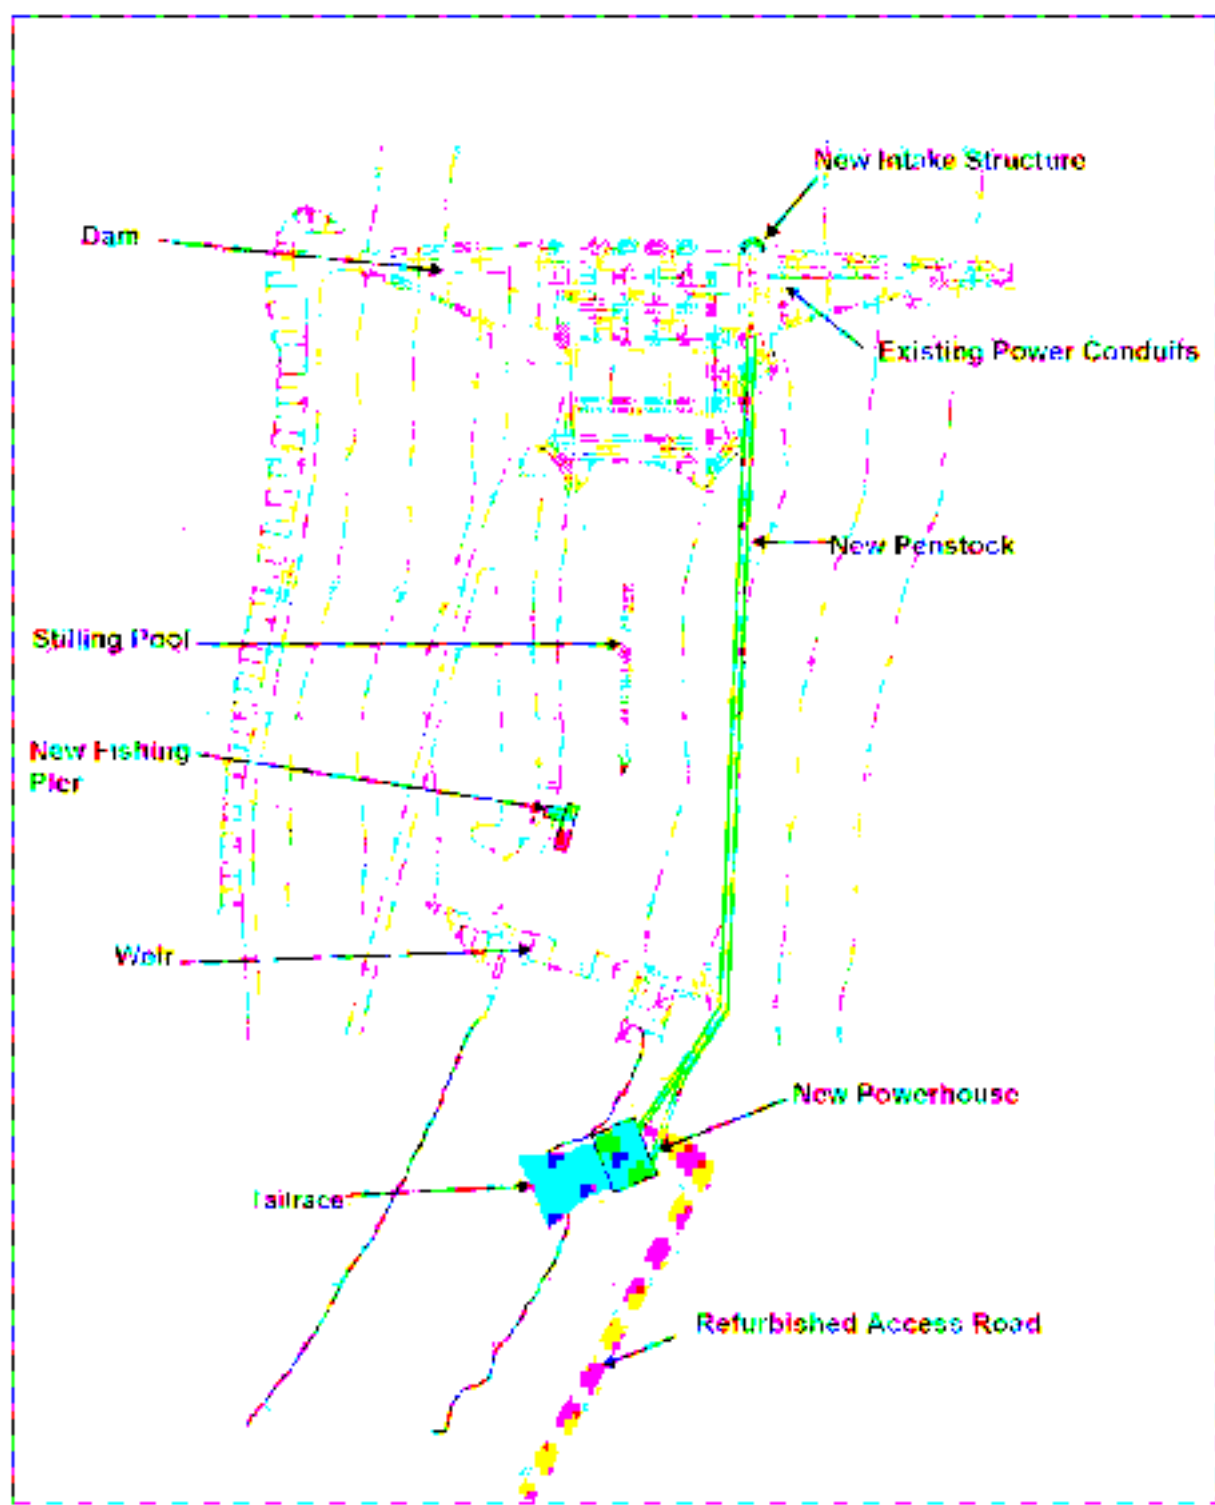 New Intake Structure
Dam
Existing Power Conduits
New Penstock
Stilling Pool
New Fishing
Pier
Weir
New Powerhouse
Tailrace
Refurbished Access Road